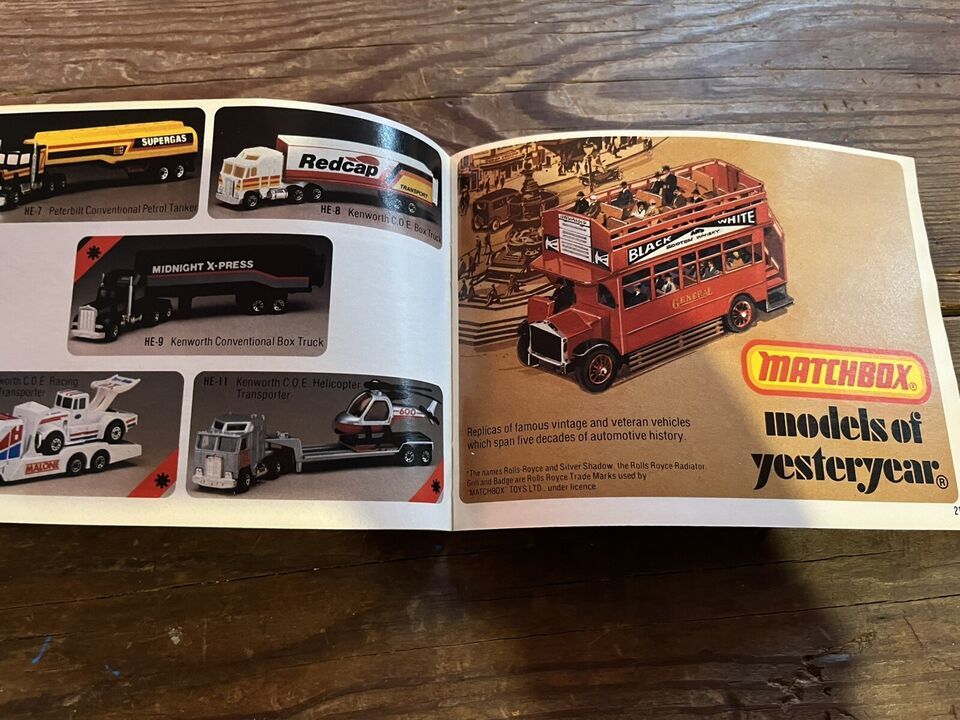 SUPERGAS
HE-7 Peterbilt Conventional Petrol Tanker
Redcap
TRANSPORT
HE-8 Kenworth C.O.E. Box Truck
MIDNIGHT X-PRESS
HE-9 Kenworth Conventional Box Truck
C.O.E. Racing
Transporter
MALONE
HE-11 Kenworth C.O.E. Helicopter
Transporter
600
BLACK AND WHITE
SCOTCH WHISKY
GENERAL
MATCHBOX®
models of
yesteryear®
Replicas of famous vintage and veteran vehicles
which span five decades of automotive history.
*The names Rolls-Royce and Silver Shadow, the Rolls Royce Radiator
Grill and Badge are Rolls Royce Trade Marks used by
"MATCHBOX" TOYS LTD., under licence.